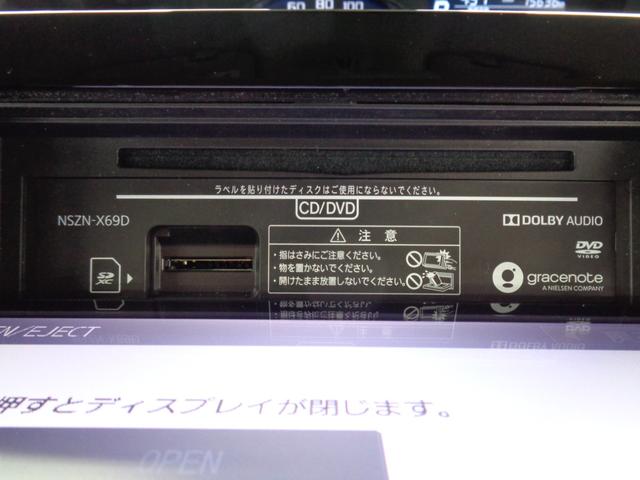 60 80 100
ラベルを貼り付けたディスクはご使用にならないでください。
CD/DVD
NSZN-X69D
DOLBY AUDIO
注 意
・指はさみにご注意ください。
・物を置かないでください。
・開けたまま放置しないでください。
SD XC
DVD VIDEO
gracenote
A NIELSEN COMPANY
/EJECT
押すとディスプレイが閉じます。
OPEN